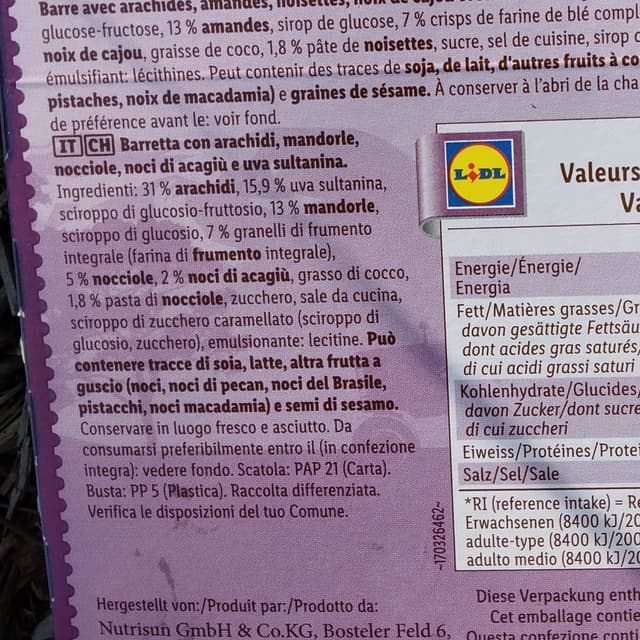 Barre avec arachides, amandes, noisettes, noix de cajou
glucose-fructose, 13 % amandes, sirop de glucose, 7 % crisps de farine de blé compl
noix de cajou, graisse de coco, 1,8 % pâte de noisettes, sucre, sel de cuisine, sirop
émulsifiant: lécithines. Peut contenir des traces de soja, de lait, d'autres fruits à co
pistaches, noix de macadamia) e graines de sésame. À conserver à l'abri de la cha
de préférence avant le: voir fond.
IT CH Barretta con arachidi, mandorle,
nocciole, noci di acagiù e uva sultanina.
Ingredienti: 31 % arachidi, 15,9 % uva sultanina,
sciroppo di glucosio-fruttosio, 13 % mandorle,
sciroppo di glucosio, 7 % granelli di frumento
integrale (farina di frumento integrale),
5 % nocciole, 2 % noci di acagiù, grasso di cocco,
1,8 % pasta di nocciole, zucchero, sale da cucina,
sciroppo di zucchero caramellato (sciroppo di
glucosio, zucchero), emulsionante: lecitine. Può
contenere tracce di soia, latte, altra frutta a
guscio (noci, noci di pecan, noci del Brasile,
pistacchi, noci macadamia) e semi di sesamo.
Conservare in luogo fresco e asciutto. Da
consumarsi preferibilmente entro il (in confezione
integra): vedere fondo. Scatola: PAP 21 (Carta).
Busta: PP 5 (Plastica). Raccolta differenziata.
Verifica le disposizioni del tuo Comune.
Hergestellt von:/Produit par:/Prodotto da:
Nutrisun GmbH & Co.KG, Bosteler Feld 6,
~170326462~
LIDL
Valeurs
Va
Energie/Énergie/
Energia
Fett/Matières grasses/Gr
davon gesättigte Fettsäu
dont acides gras saturés,
di cui acidi grassi saturi
Kohlenhydrate/Glucides/
davon Zucker/dont sucre
di cui zuccheri
Eiweiss/Protéines/Protei
Salz/Sel/Sale
*RI (reference intake) = Re
Erwachsenen (8400 kJ/20
adulte-type (8400 kJ/200
adulto medio (8400 kJ/20
Diese Verpackung enth
Cet emballage contie
Questa confezione con